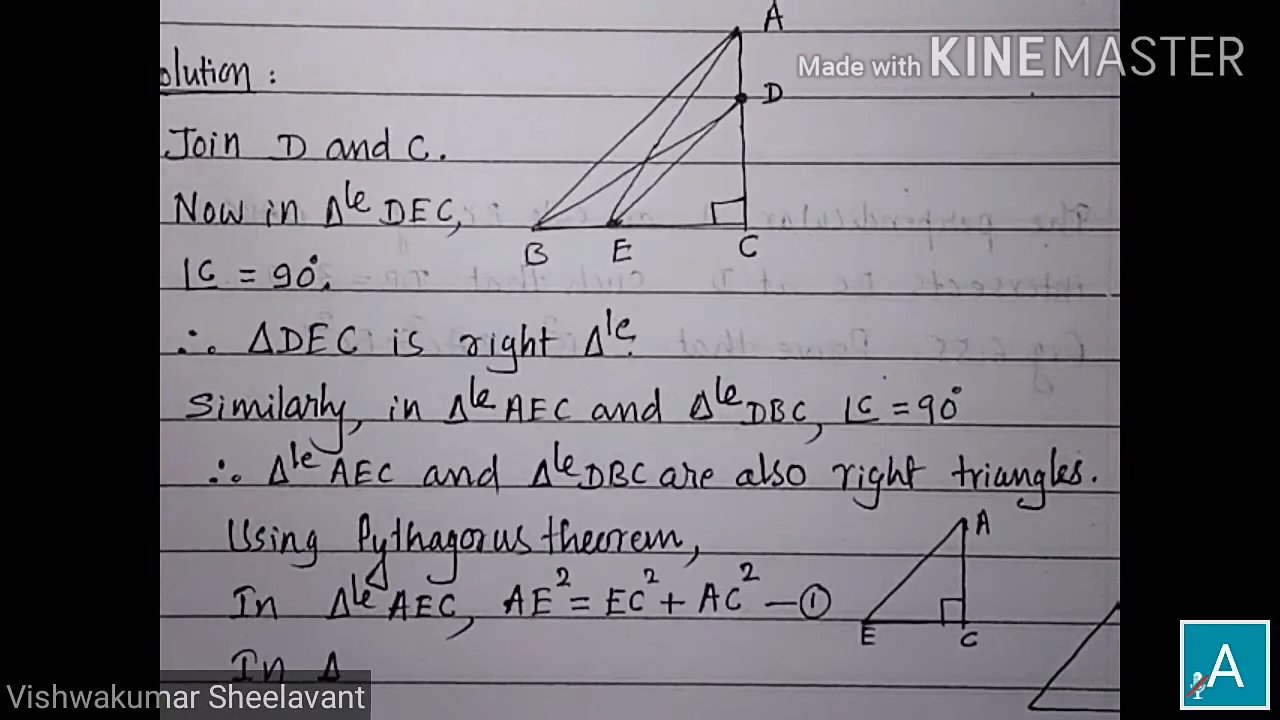 A
Made with KINEMASTER
olution :
D
Join D and C.
Now in Δle DEC,
B E C
∠C = 90°.
∴ ΔDEC is right Δle.
Similarly, in Δle AEC and Δle DBC, ∠C = 90°
∴ Δle AEC and Δle DBC are also right triangles.
Using Pythagorus theorem,
A
In Δle AEC, AE² = EC² + AC² — ①
E C
In Δ
A
Vishwakumar Sheelavant